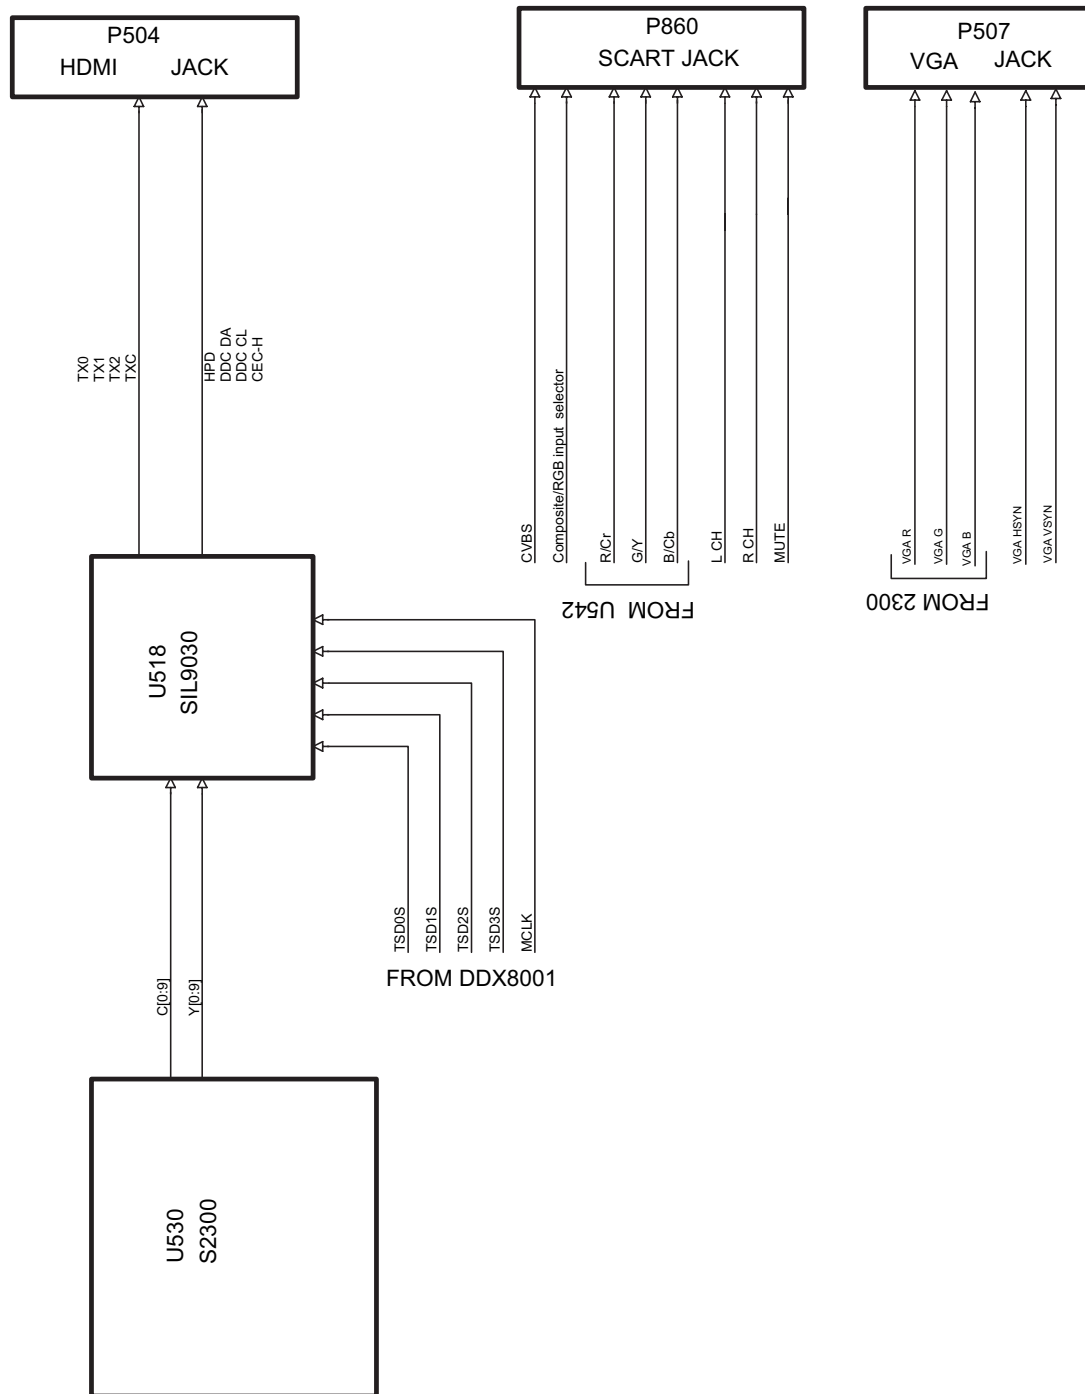 P504
HDMI JACK
P860
SCART JACK
P507
VGA JACK
TX0
TX1
TX2
TXC
HPD
DDC DA
DDC CL
CEC-H
CVBS
Composite/RGB input selector
R/Cr
G/Y
B/Cb
L CH
R CH
MUTE
FROM U542
VGA R
VGA G
VGA B
VGA HSYN
VGA VSYN
FROM 2300
U518
SIL9030
TSD0S
TSD1S
TSD2S
TSD3S
MCLK
FROM DDX8001
C[0:9]
Y[0:9]
U530
S2300